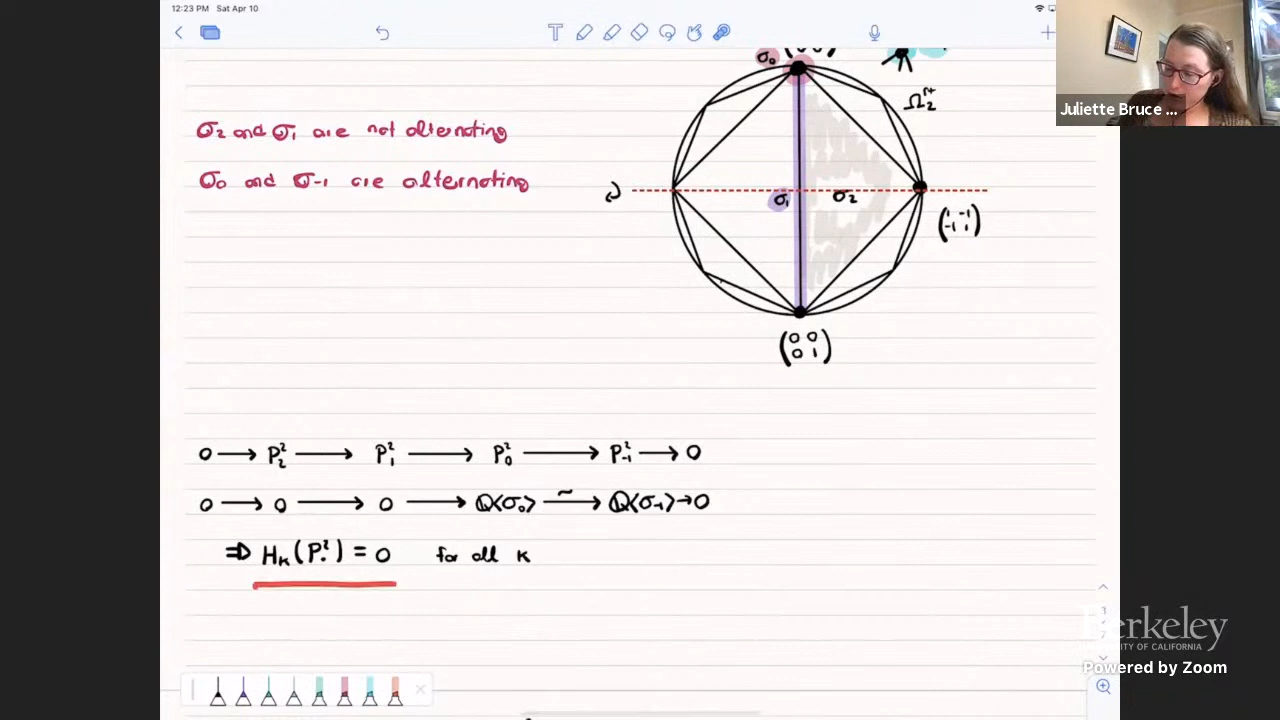 12:23 PM Sat Apr 10
Juliette Bruce ...
σ₀
Ω₂ʳᵗ
σ₂ and σ₁ are not alternating
σ₀ and σ₋₁ are alternating
σ₁ σ₂
( 1 -1
-1 1 )
( 0 0
0 1 )
0 → P₂² → P₁² → P₀² → P₋₁² → 0
0 → 0 → 0 → Q⟨σ₀⟩ ~→ Q⟨σ₋₁⟩ → 0
⇒ Hₖ(P.²) = 0 for all k
Berkeley
UNIVERSITY OF CALIFORNIA
Powered by Zoom